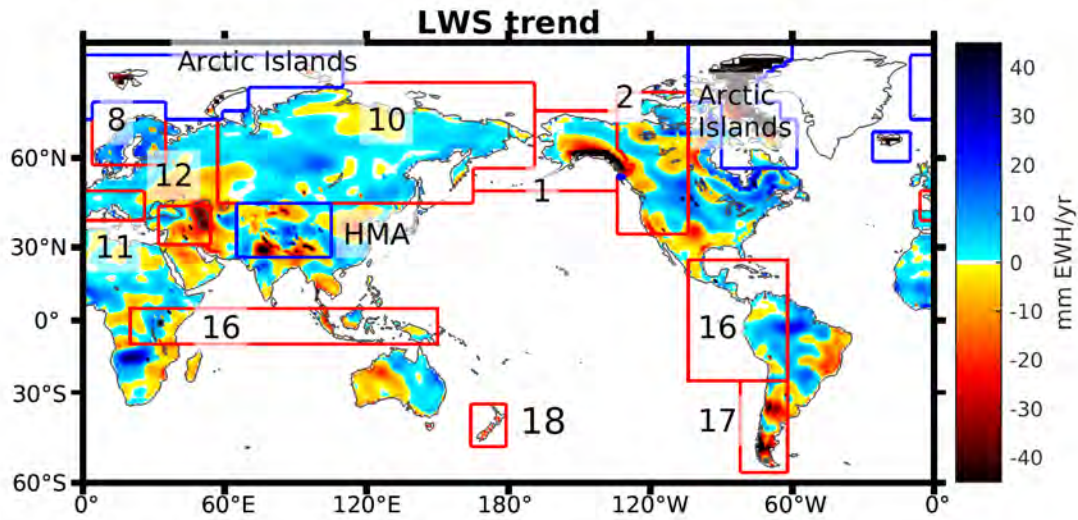 LWS trend
Arctic Islands
8
10
2
Arctic
Islands
12
1
HMA
11
16
16
17
18
60°N
30°N
0°
30°S
60°S
0°
60°E
120°E
180°
120°W
60°W
0°
40
30
20
10
0
-10
-20
-30
-40
mm EWH/yr